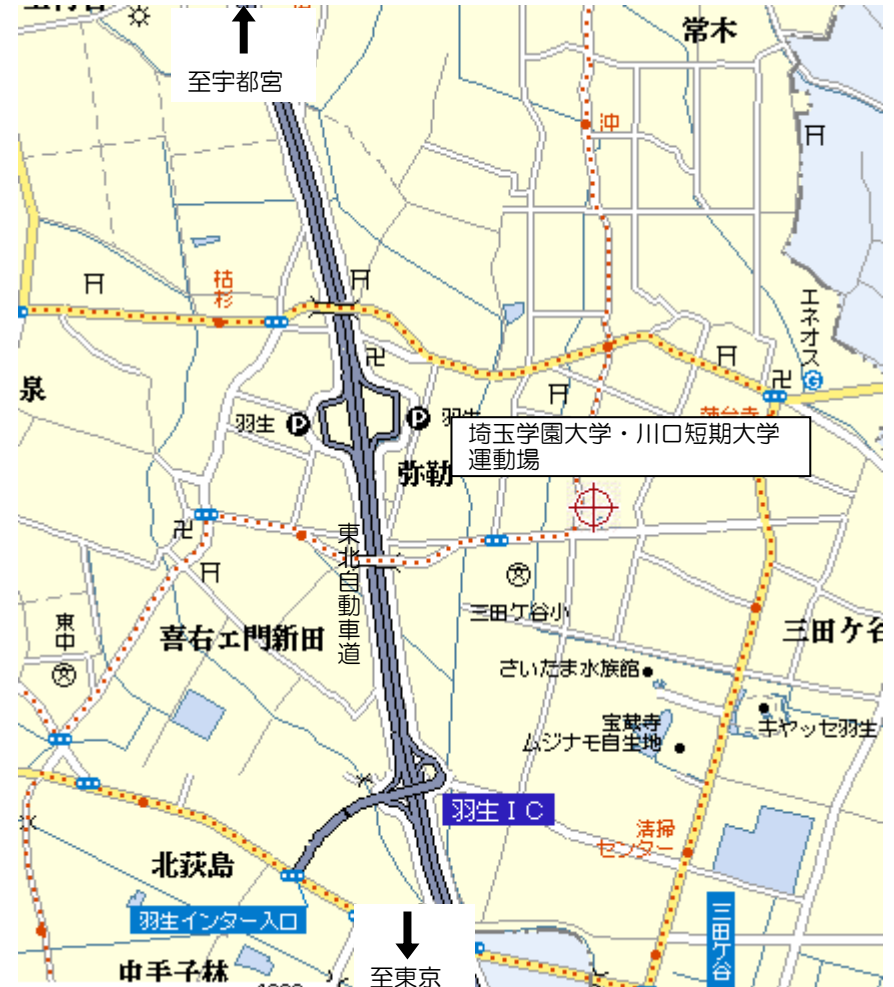 常木
至宇都宮
沖
枯杉
エネオス
泉
羽生
埼玉学園大学・川口短期大学
運動場
弥勒
東北自動車道
三田ケ谷小
東中
喜右エ門新田
三田ケ谷
さいたま水族館
宝蔵寺
ムジナモ自生地
キヤッセ羽生
羽生ＩＣ
清掃
センター
北荻島
羽生インター入口
三田ケ谷
中手子林
至東京